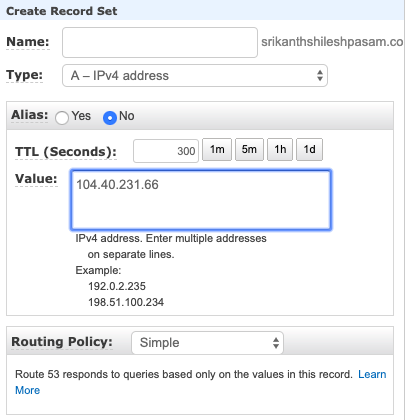 Create Record Set
Name: srikanthshileshpasam.co
Type: A – IPv4 address
Alias: Yes No
TTL (Seconds): 300 1m 5m 1h 1d
Value: 104.40.231.66
IPv4 address. Enter multiple addresses
on separate lines.
Example:
192.0.2.235
198.51.100.234
Routing Policy: Simple
Route 53 responds to queries based only on the values in this record. Learn
More